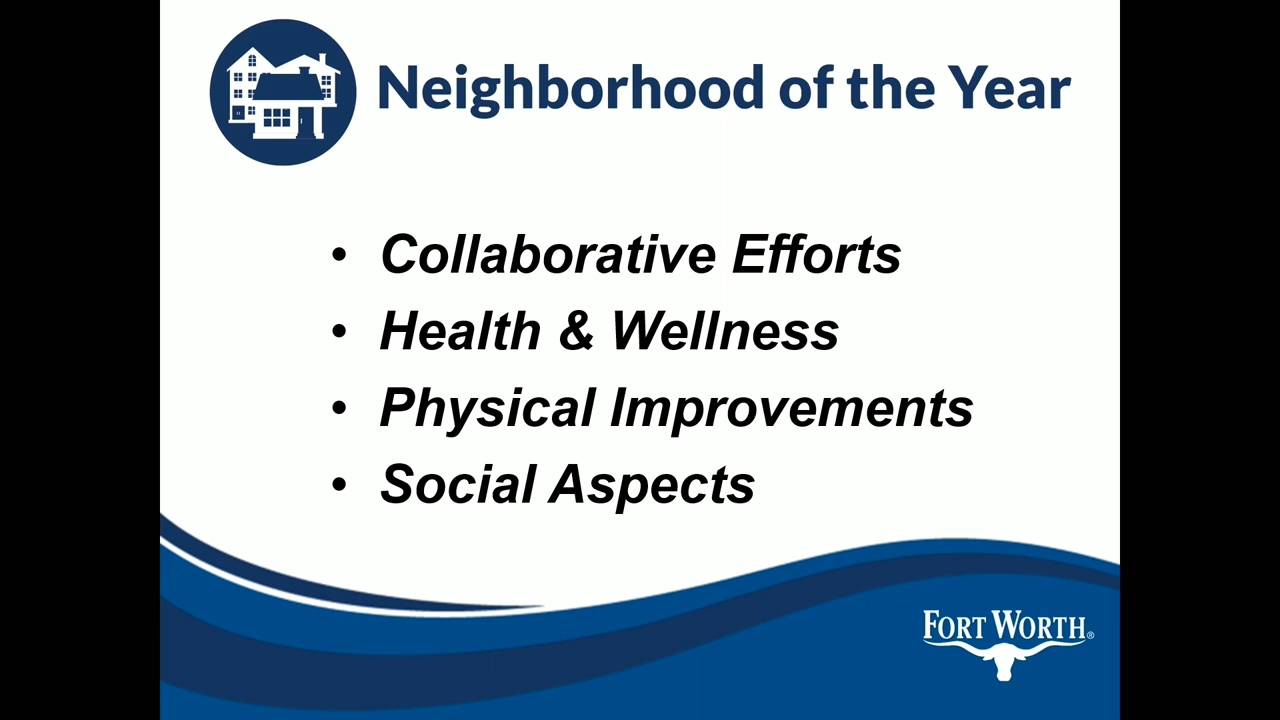 Neighborhood of the Year
• Collaborative Efforts
• Health & Wellness
• Physical Improvements
• Social Aspects
FORT WORTH®